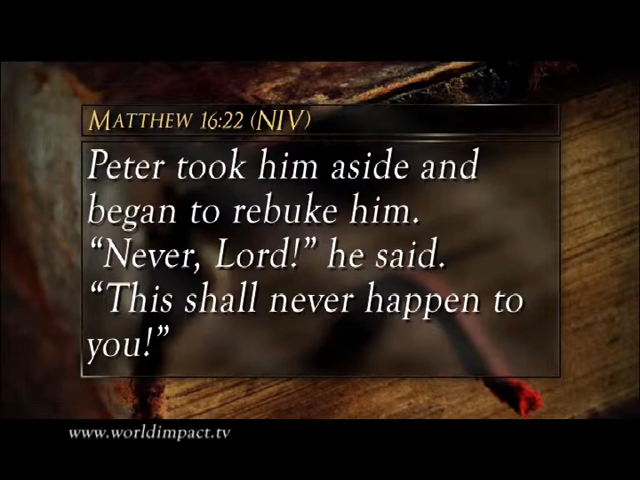 MATTHEW 16:22 (NIV)
Peter took him aside and
began to rebuke him.
“Never, Lord!” he said.
“This shall never happen to
you!”
www.worldimpact.tv